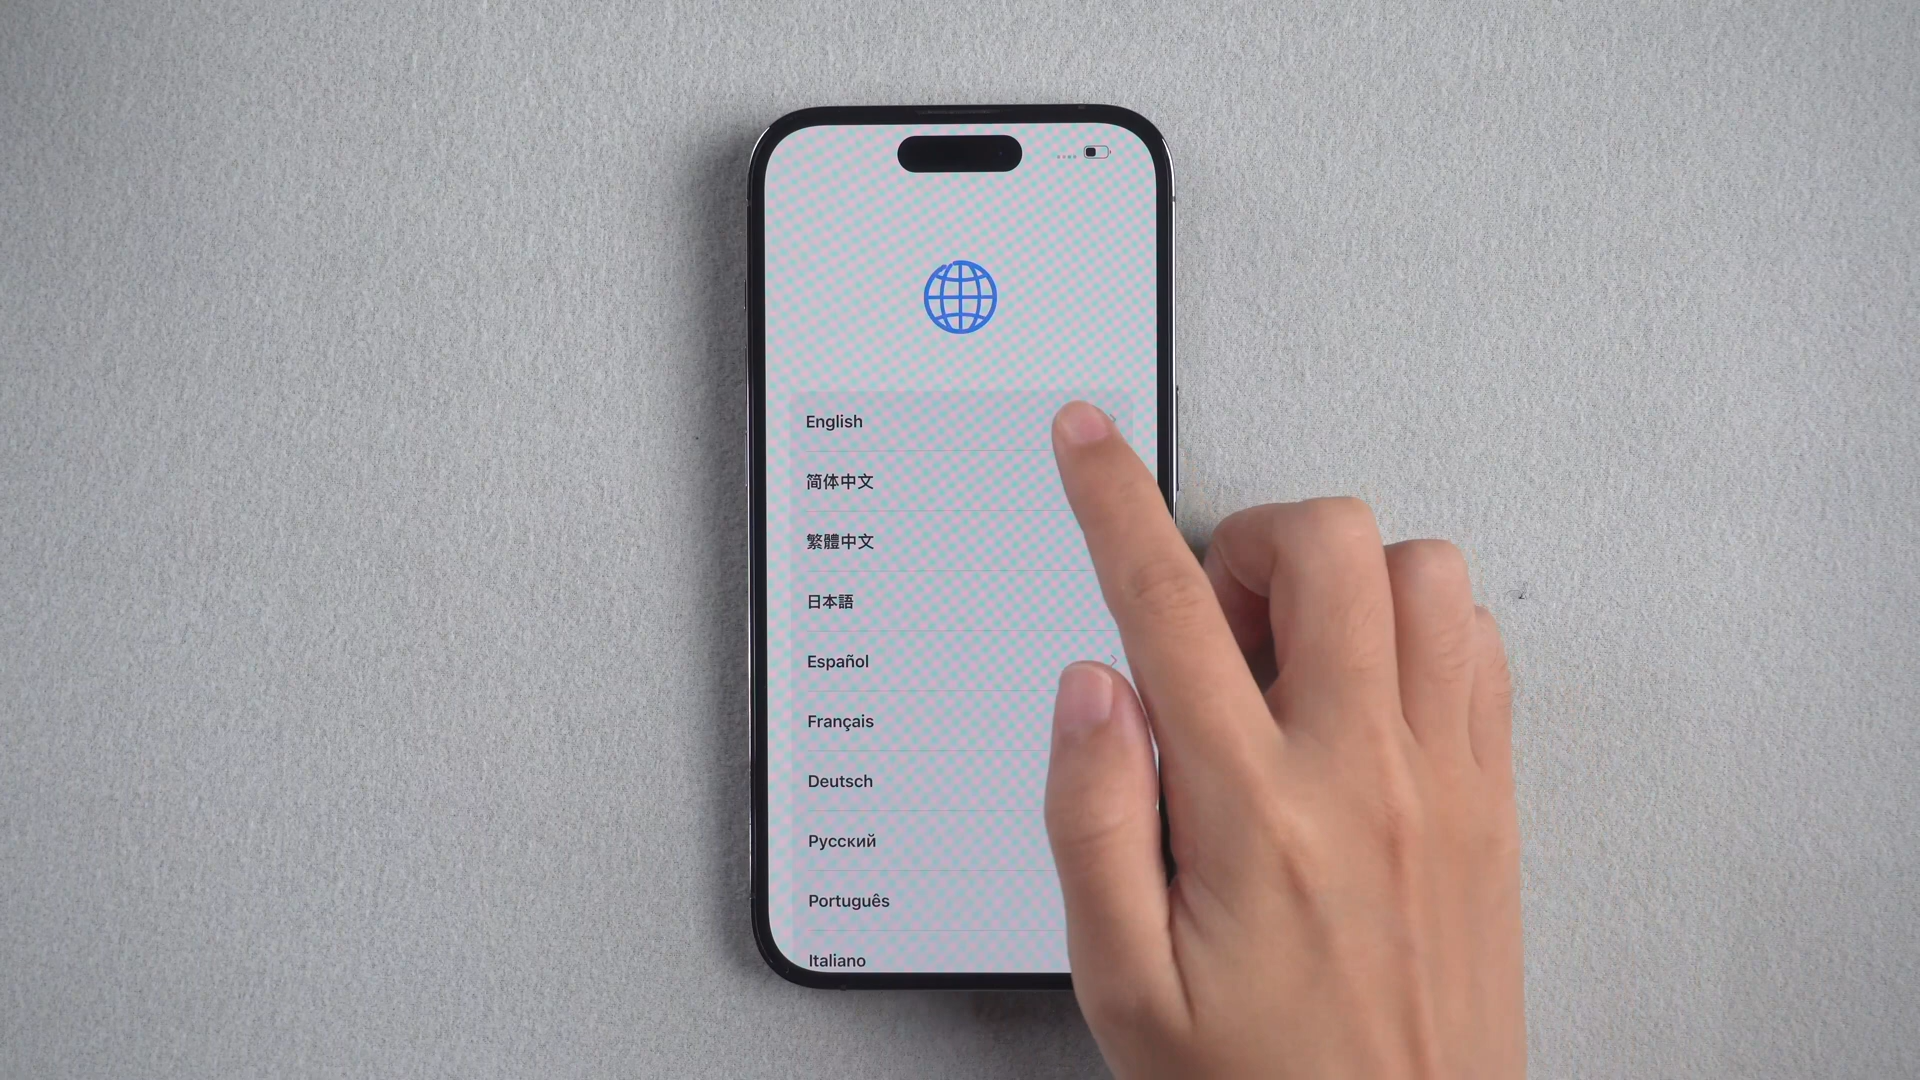 English
简体中文
繁體中文
日本語
Español
Français
Deutsch
Русский
Português
Italiano